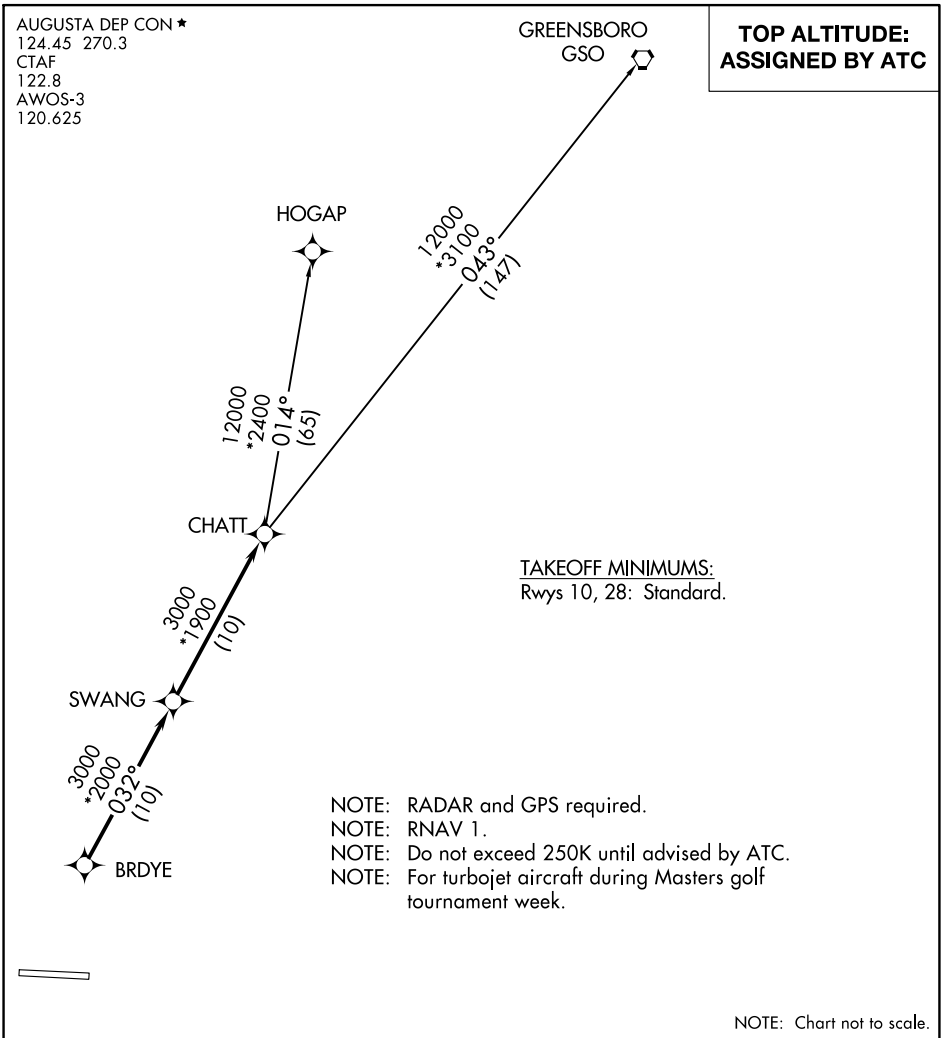 AUGUSTA DEP CON ★
124.45 270.3
CTAF
122.8
AWOS-3
120.625
GREENSBORO
GSO
TOP ALTITUDE:
ASSIGNED BY ATC
HOGAP
12000
*3100
043°
(147)
12000
*2400
014°
(65)
CHATT
TAKEOFF MINIMUMS:
Rwys 10, 28: Standard.
3000
*1900
(10)
SWANG
3000
*2000
032°
(10)
BRDYE
NOTE: RADAR and GPS required.
NOTE: RNAV 1.
NOTE: Do not exceed 250K until advised by ATC.
NOTE: For turbojet aircraft during Masters golf
tournament week.
NOTE: Chart not to scale.